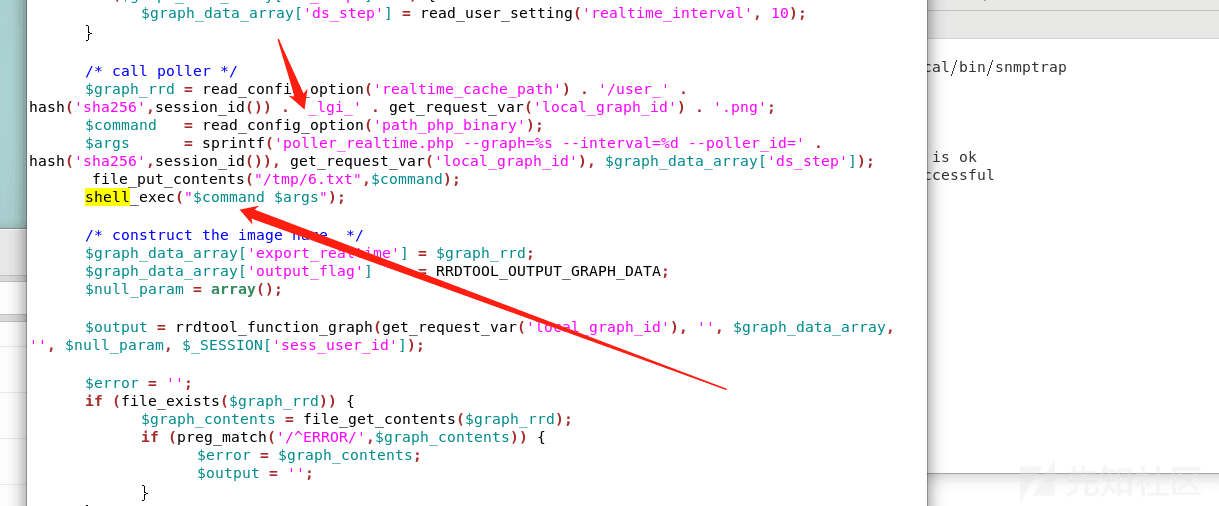 $graph_data_array['ds_step'] = read_user_setting('realtime_interval', 10);
}
/* call poller */
$graph_rrd = read_config_option('realtime_cache_path') . '/user_' .
hash('sha256',session_id()) . '_lgi_' . get_request_var('local_graph_id') . '.png';
$command   = read_config_option('path_php_binary');
$args      = sprintf('poller_realtime.php --graph=%s --interval=%d --poller_id=' .
hash('sha256',session_id()), get_request_var('local_graph_id'), $graph_data_array['ds_step']);
file_put_contents("/tmp/6.txt",$command);
shell_exec("$command $args");
/* construct the image name  */
$graph_data_array['export_realtime'] = $graph_rrd;
$graph_data_array['output_flag']     = RRDTOOL_OUTPUT_GRAPH_DATA;
$null_param = array();
$output = rrdtool_function_graph(get_request_var('local_graph_id'), '', $graph_data_array,
'', $null_param, $_SESSION['sess_user_id']);
$error = '';
if (file_exists($graph_rrd)) {
$graph_contents = file_get_contents($graph_rrd);
if (preg_match('/^ERROR/',$graph_contents)) {
$error = $graph_contents;
$output = '';
}
cal/bin/snmptrap
is ok
ccessful
先知社区